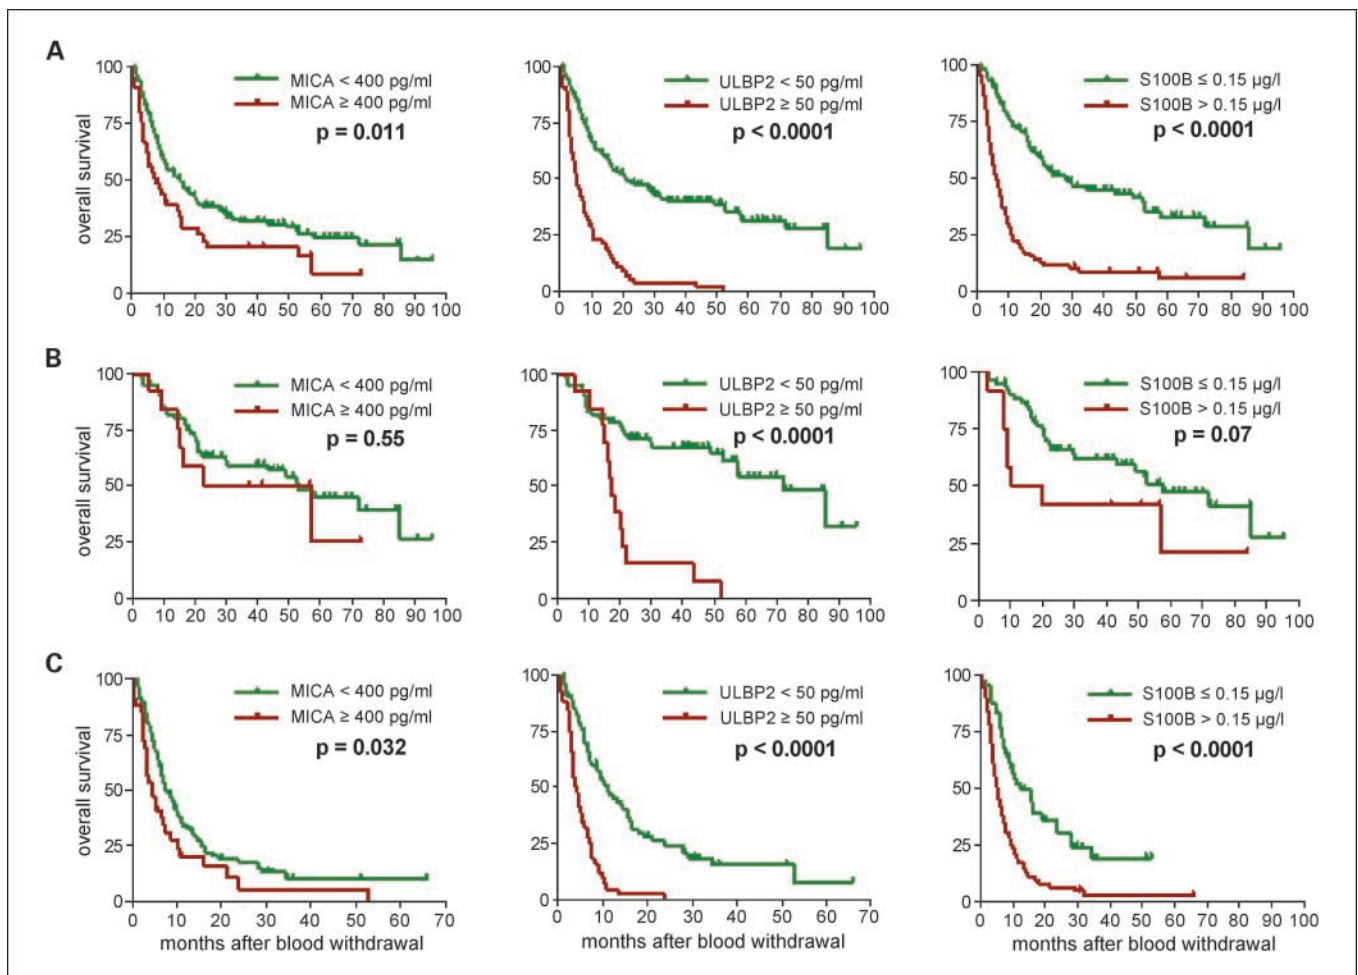 A
MICA < 400 pg/ml
MICA ≥ 400 pg/ml
p = 0.011
overall survival
100
75
50
25
0
0 10 20 30 40 50 60 70 80 90 100
ULBP2 < 50 pg/ml
ULBP2 ≥ 50 pg/ml
p < 0.0001
100
75
50
25
0
0 10 20 30 40 50 60 70 80 90 100
S100B ≤ 0.15 µg/l
S100B > 0.15 µg/l
p < 0.0001
100
75
50
25
0
0 10 20 30 40 50 60 70 80 90 100
B
MICA < 400 pg/ml
MICA ≥ 400 pg/ml
p = 0.55
overall survival
100
75
50
25
0
0 10 20 30 40 50 60 70 80 90 100
ULBP2 < 50 pg/ml
ULBP2 ≥ 50 pg/ml
p < 0.0001
100
75
50
25
0
0 10 20 30 40 50 60 70 80 90 100
S100B ≤ 0.15 µg/l
S100B > 0.15 µg/l
p = 0.07
100
75
50
25
0
0 10 20 30 40 50 60 70 80 90 100
C
MICA < 400 pg/ml
MICA ≥ 400 pg/ml
p = 0.032
overall survival
100
75
50
25
0
0 10 20 30 40 50 60 70
months after blood withdrawal
ULBP2 < 50 pg/ml
ULBP2 ≥ 50 pg/ml
p < 0.0001
100
75
50
25
0
0 10 20 30 40 50 60 70
months after blood withdrawal
S100B ≤ 0.15 µg/l
S100B > 0.15 µg/l
p < 0.0001
100
75
50
25
0
0 10 20 30 40 50 60 70 80 90 100
months after blood withdrawal